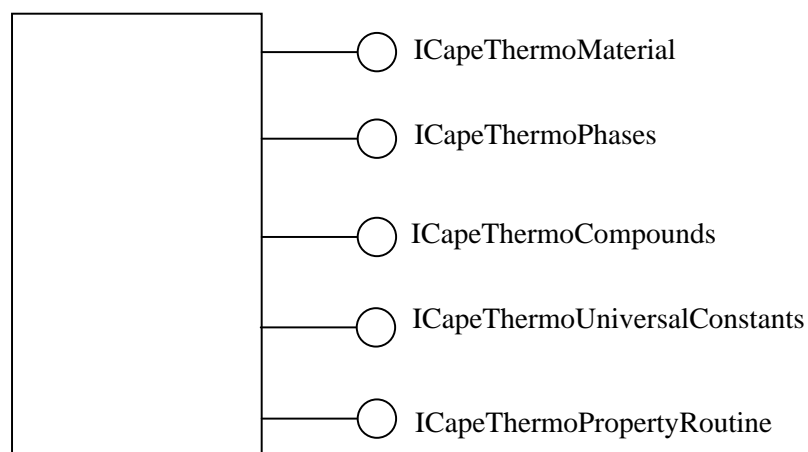 ICapeThermoMaterial
ICapeThermoPhases
ICapeThermoCompounds
ICapeThermoUniversalConstants
ICapeThermoPropertyRoutine